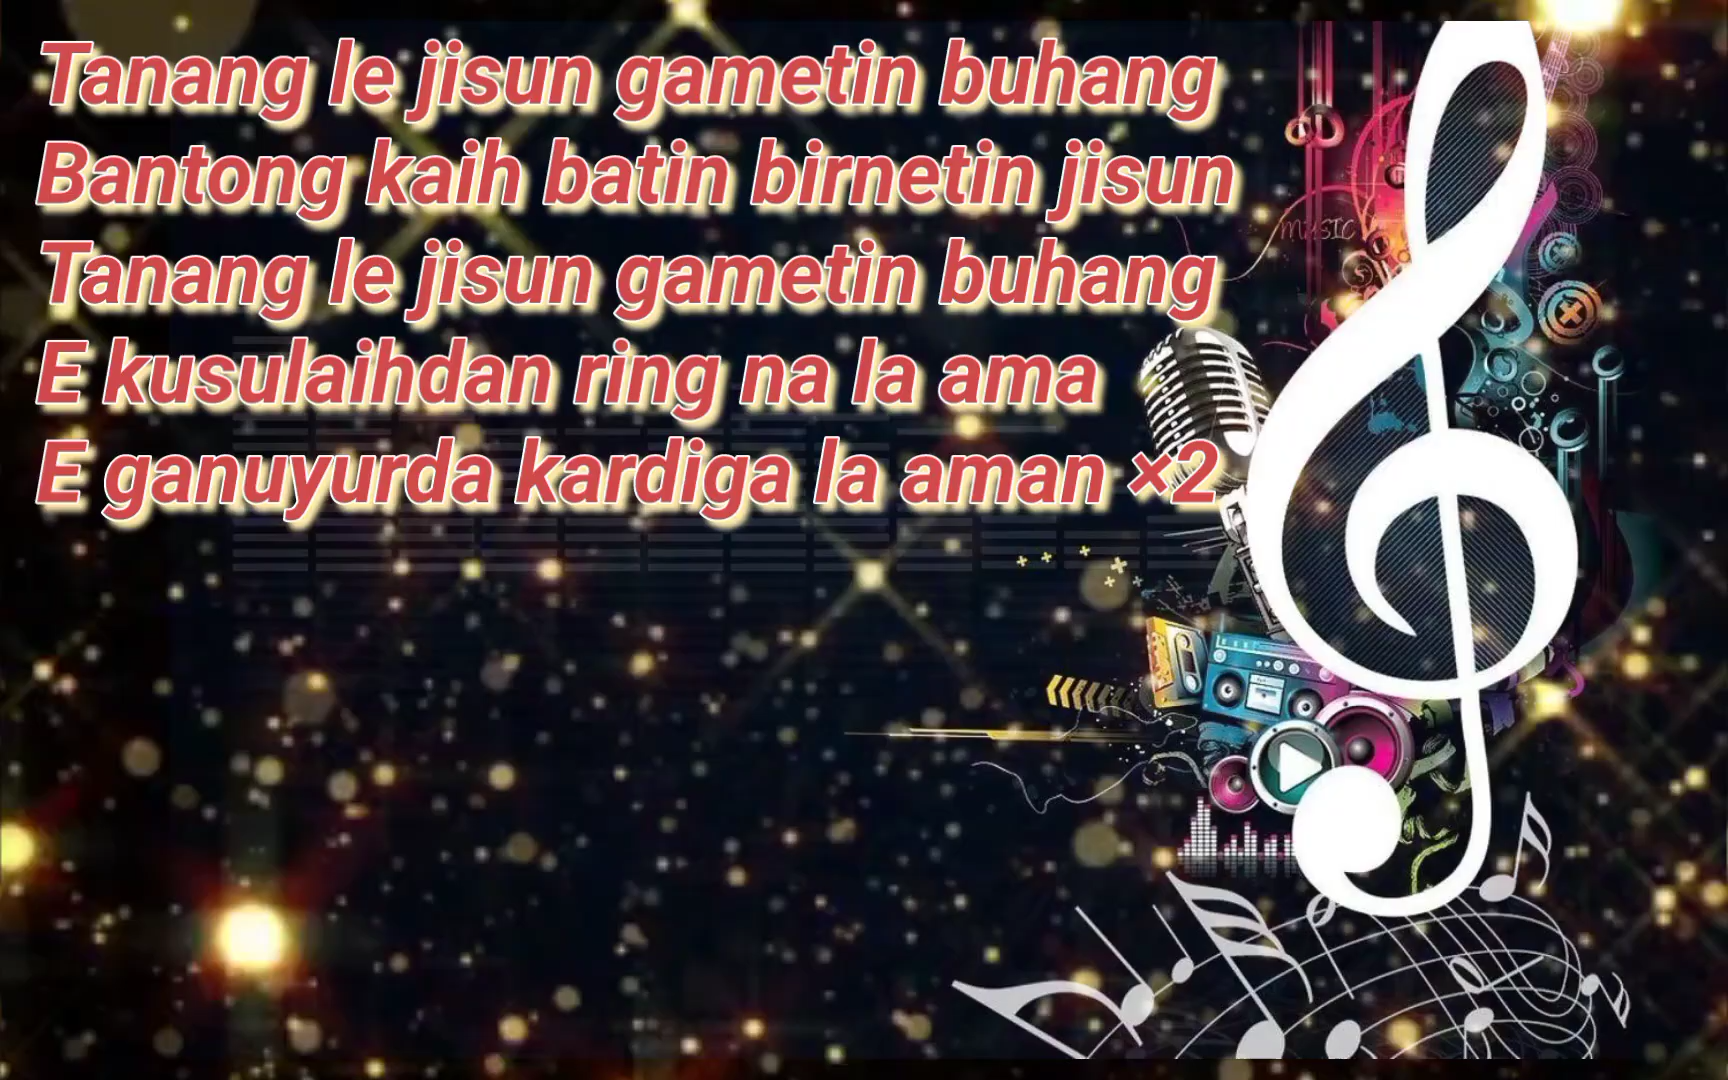 Tanang le jisun gametin buhang
Bantong kaih batin birnetin jisun
Tanang le jisun gametin buhang
E kusulaihdan ring na la ama
E ganuyurda kardiga la aman ×2
MUSIC